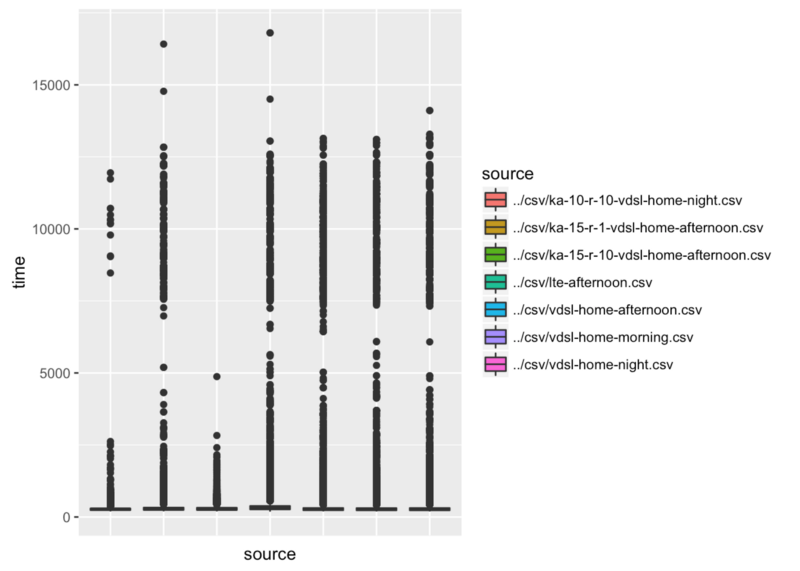 15000
10000
5000
0
time
source
source
../csv/ka-10-r-10-vdsl-home-night.csv
../csv/ka-15-r-1-vdsl-home-afternoon.csv
../csv/ka-15-r-10-vdsl-home-afternoon.csv
../csv/lte-afternoon.csv
../csv/vdsl-home-afternoon.csv
../csv/vdsl-home-morning.csv
../csv/vdsl-home-night.csv